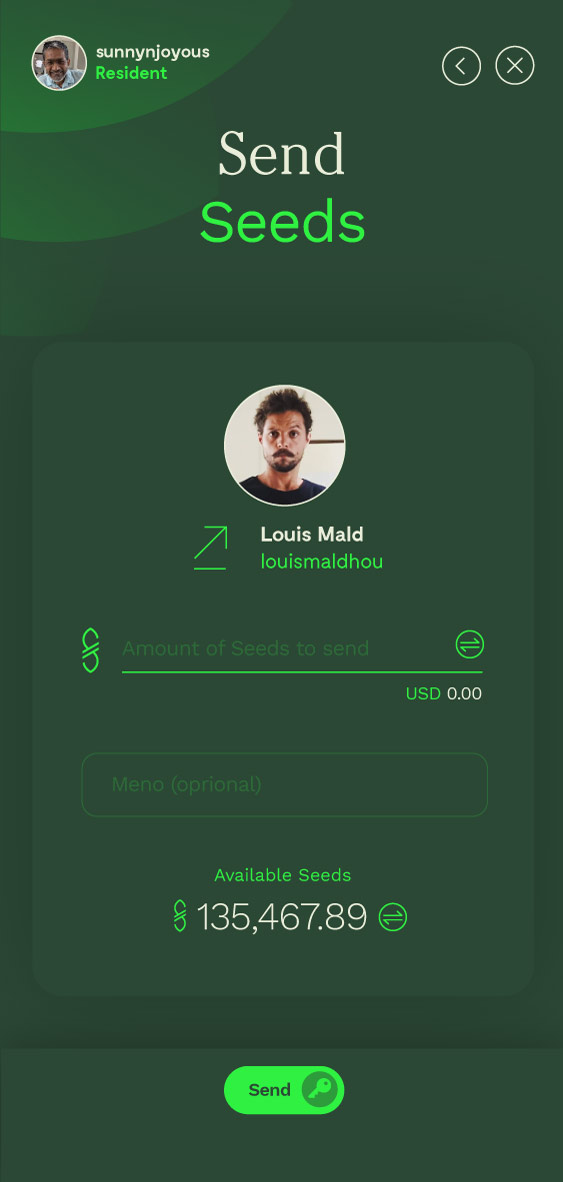 sunnynjoyous
Resident
Send
Seeds
Louis Mald
louismaldhou
Amount of Seeds to send
USD 0.00
Meno (oprional)
Available Seeds
135,467.89
Send